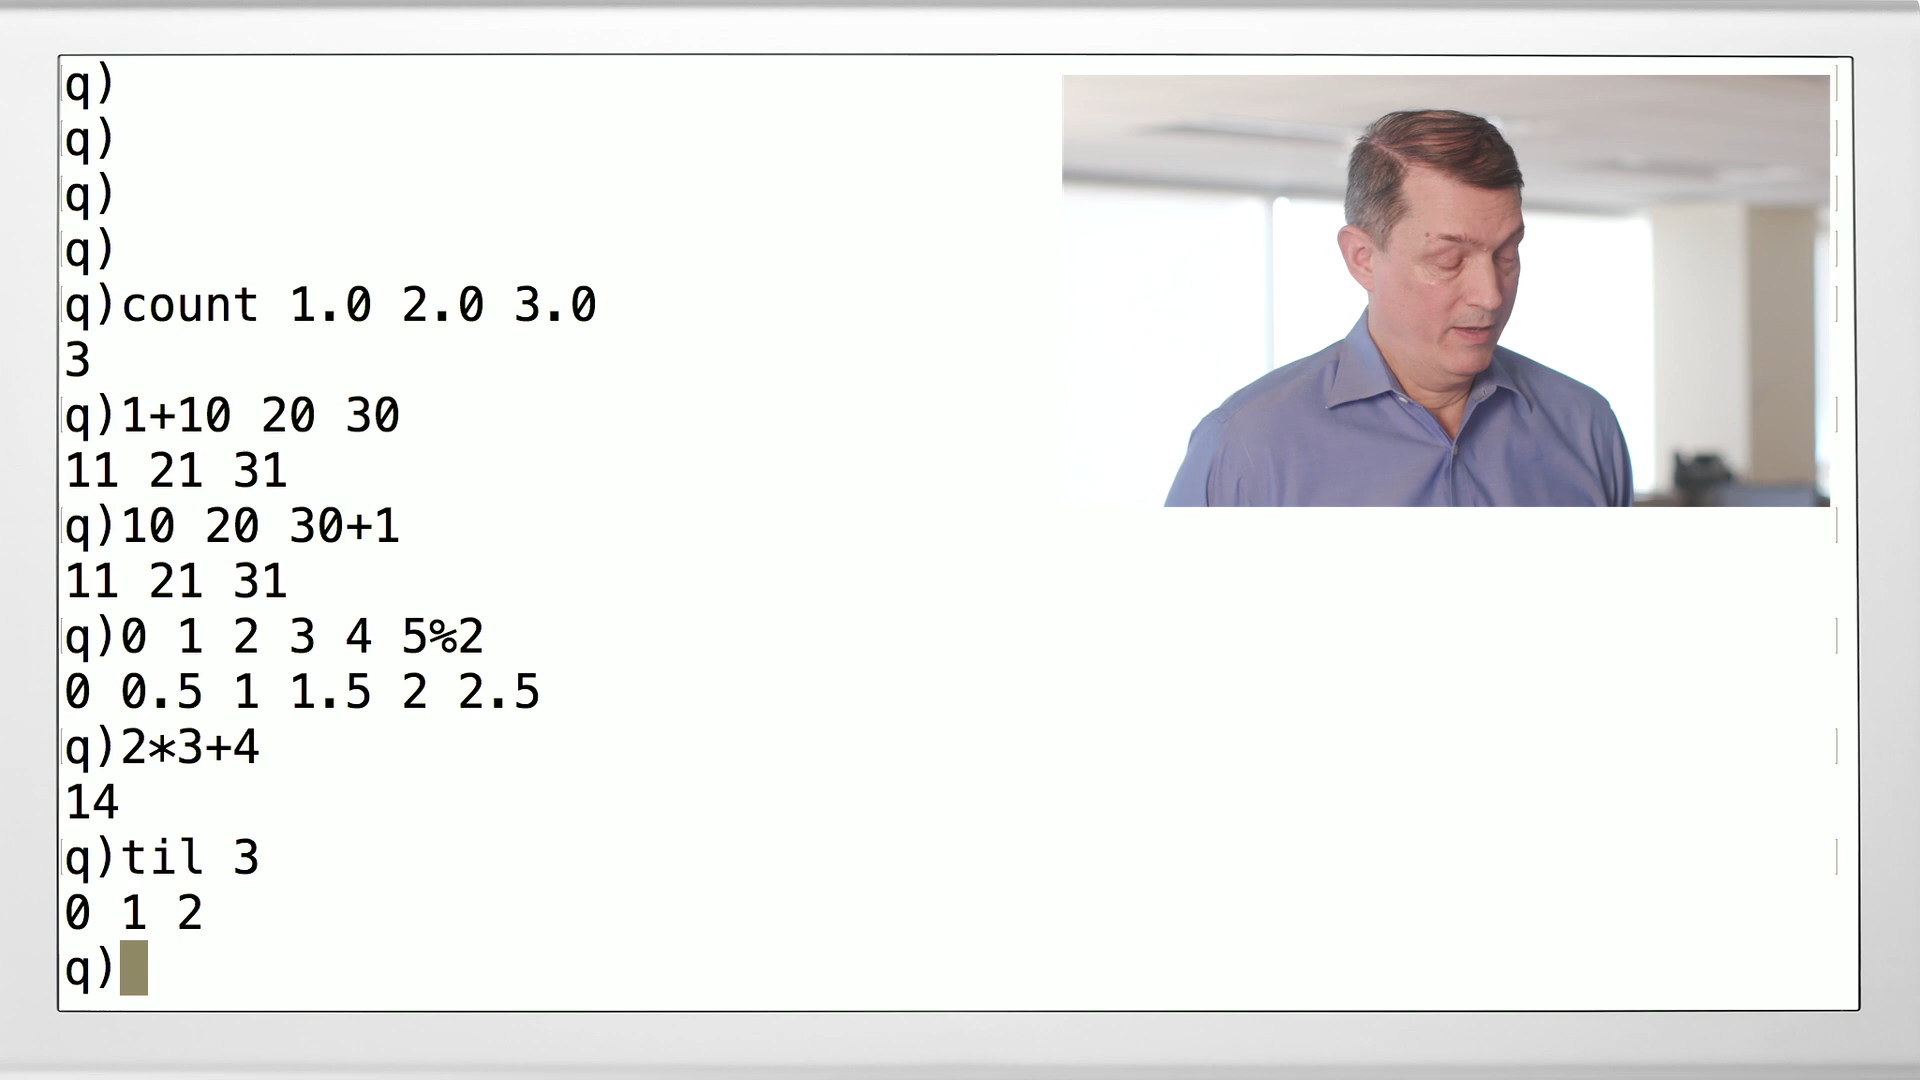 q)
q)
q)
q)
q)count 1.0 2.0 3.0
3
q)1+10 20 30
11 21 31
q)10 20 30+1
11 21 31
q)0 1 2 3 4 5%2
0 0.5 1 1.5 2 2.5
q)2*3+4
14
q)til 3
0 1 2
q)